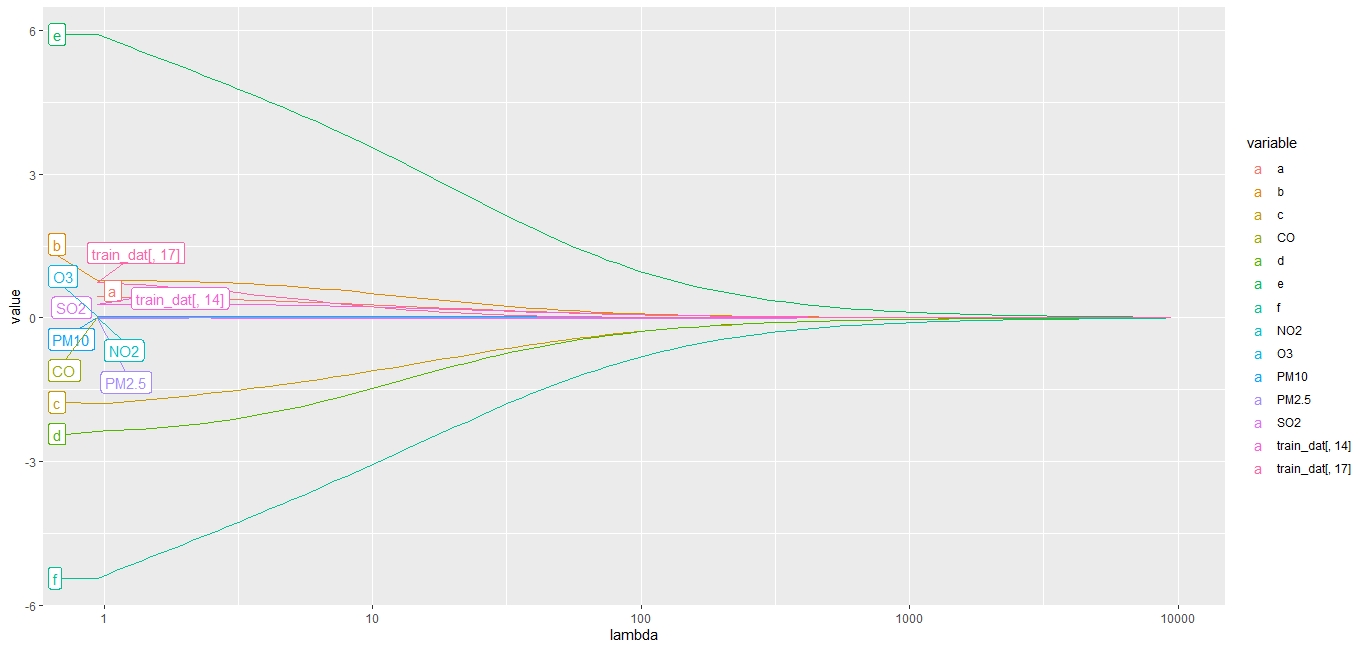 6
3
0
-3
-6
value
e
b
train_dat[, 17]
O3
a
train_dat[, 14]
SO2
PM10
NO2
CO
PM2.5
c
d
f
1
10
100
1000
10000
lambda
variable
a a
a b
a c
a CO
a d
a e
a f
a NO2
a O3
a PM10
a PM2.5
a SO2
a train_dat[, 14]
a train_dat[, 17]